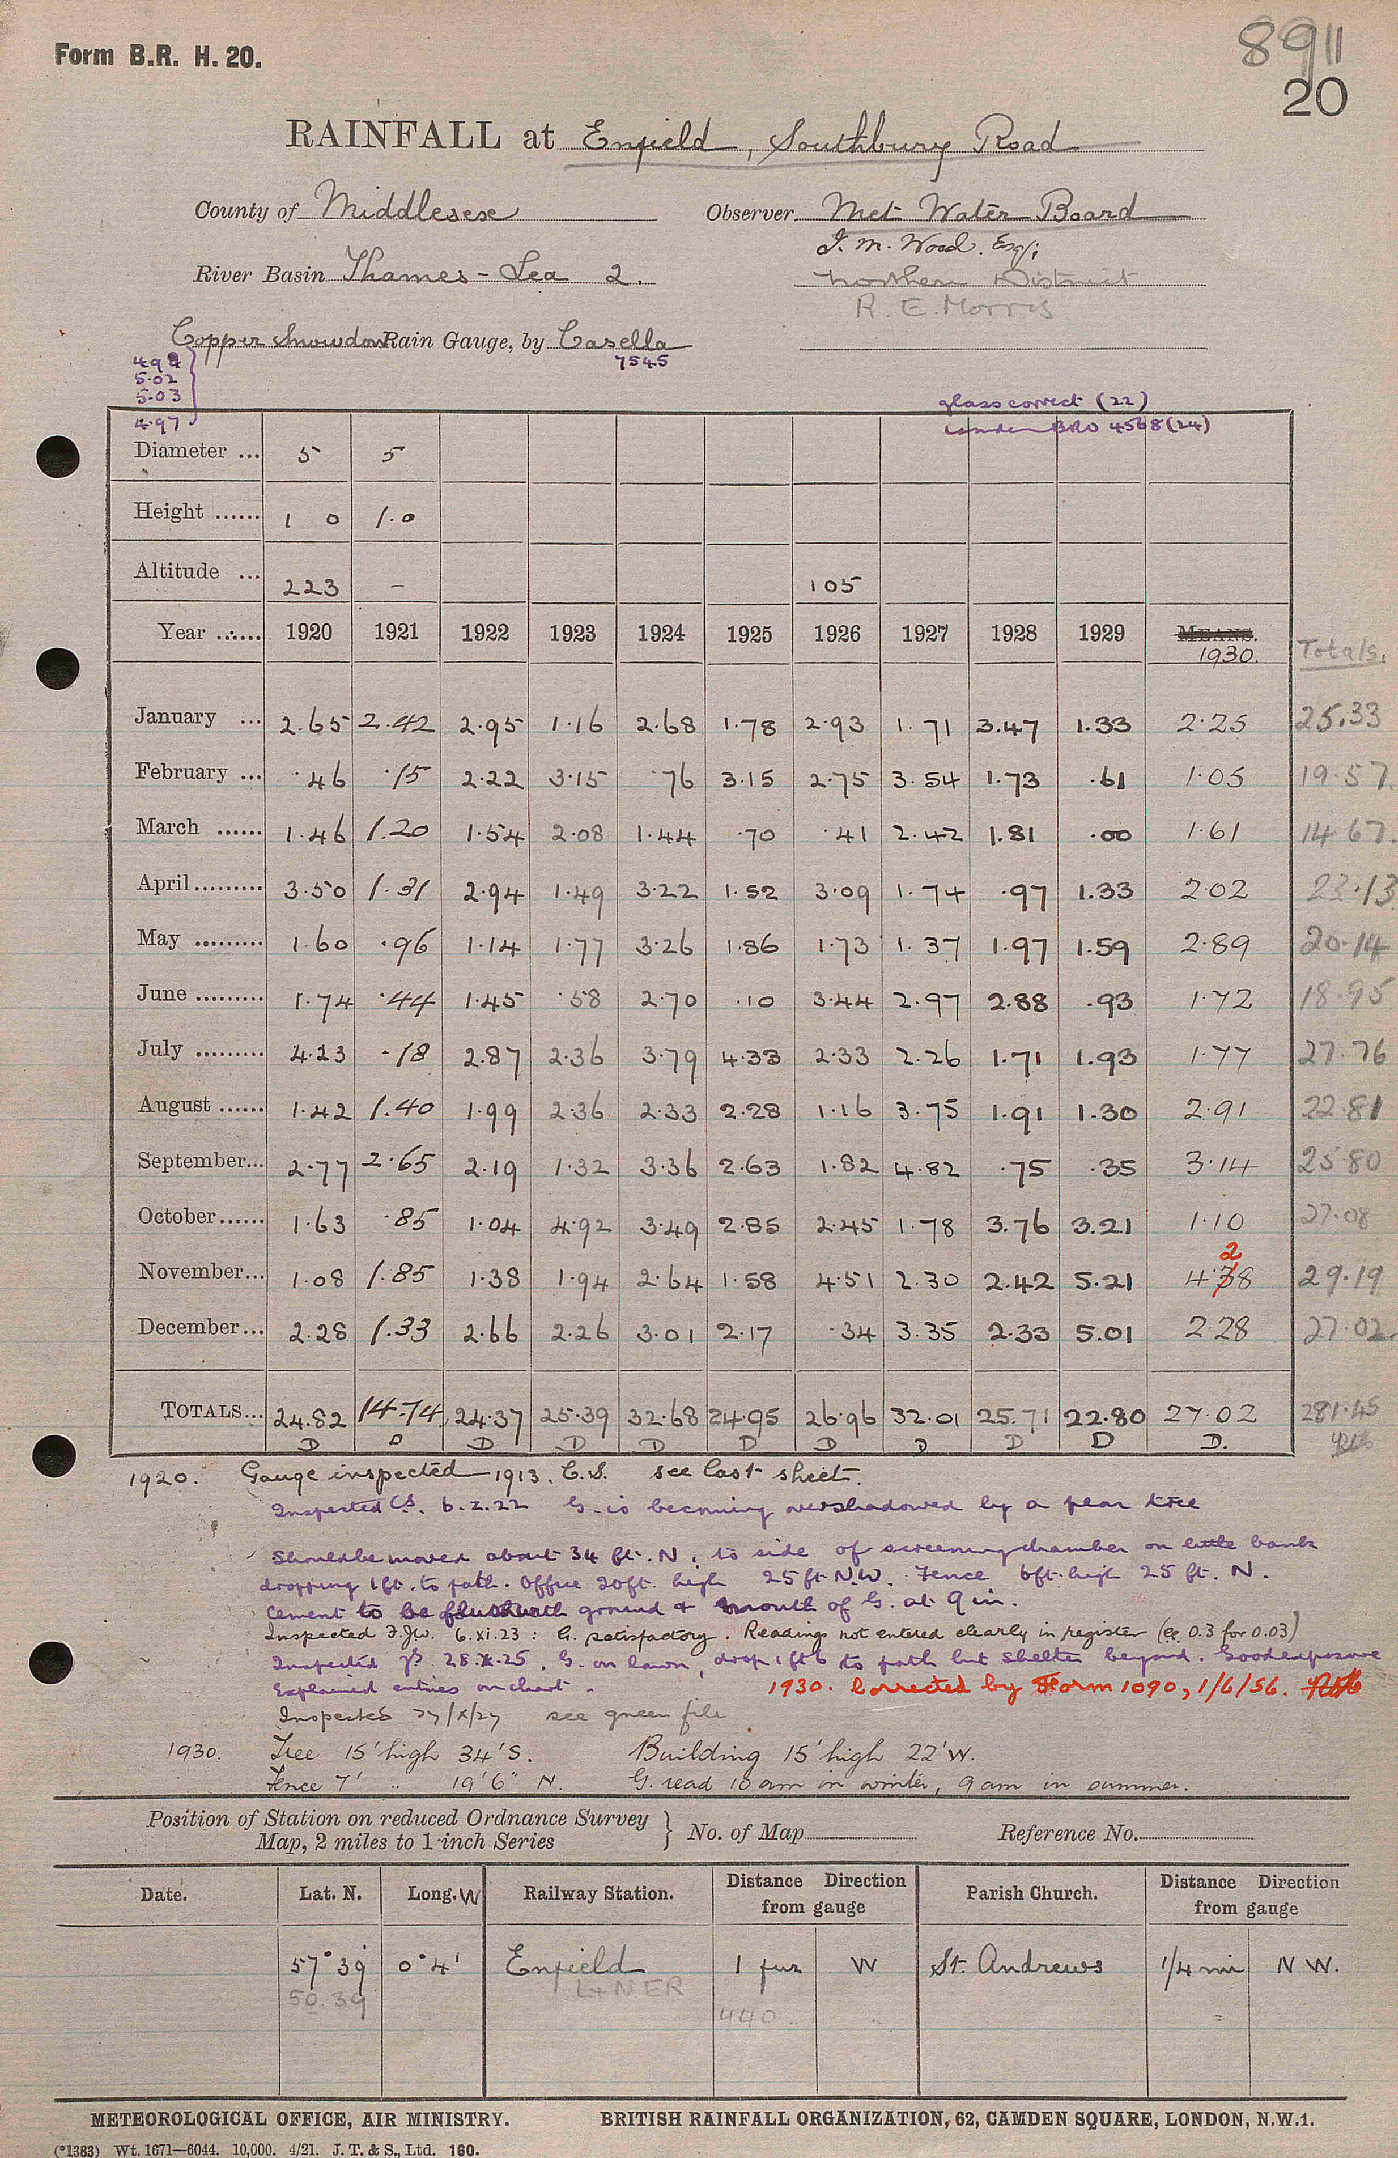 Form B.R. H. 20.
8911
20
RAINFALL at Enfield, Southbury Road
County of Middlesex Observer Met Water Board
J. M. Wood. Esq;
River Basin Thames - Lea 2. Northern District
R. E. Morris
Copper Snowdon Rain Gauge, by Casella
7545
4.99
5.02
5.03
4.97
glass correct (22)
Camden BRO 4568 (24)
Diameter ... 5 5
Height ...... 1 0 1.0
Altitude ... 223 - 105
Year ...... 1920 1921 1922 1923 1924 1925 1926 1927 1928 1929 MEANS. 1930. Totals.
January ... 2.65 2.42 2.95 1.16 2.68 1.78 2.93 1.71 3.47 1.33 2.25 25.33
February ... .46 .15 2.22 3.15 .76 3.15 2.75 3.54 1.73 .61 1.05 19.57
March ...... 1.46 1.20 1.54 2.08 1.44 .70 .41 2.42 1.81 .00 1.61 14.67
April ......... 3.50 1.31 2.94 1.49 3.22 1.52 3.09 1.74 .97 1.33 2.02 23.13
May ......... 1.60 .96 1.14 1.77 3.26 1.86 1.73 1.37 1.97 1.59 2.89 20.14
June ......... 1.74 .44 1.45 .58 2.70 .10 3.44 2.97 2.88 .93 1.72 18.95
July ......... 4.23 .18 2.87 2.36 3.79 4.33 2.33 2.26 1.71 1.93 1.77 27.76
August ...... 1.42 1.40 1.99 2.36 2.33 2.28 1.16 3.75 1.91 1.30 2.91 22.81
September... 2.77 2.65 2.19 1.32 3.36 2.63 1.82 4.82 .75 .35 3.14 25.80
October ...... 1.63 .85 1.04 4.92 3.49 2.85 2.45 1.78 3.76 3.21 1.10 27.08
2
November... 1.08 1.85 1.38 1.94 2.64 1.58 4.51 2.30 2.42 5.21 4.38 29.19
December... 2.28 1.33 2.66 2.26 3.01 2.17 .34 3.35 2.33 5.01 2.28 27.02
TOTALS... 24.82 14.74 24.37 25.39 32.68 24.95 26.96 32.01 25.71 22.80 27.02 281.45
D D D D D D D D D D D.
1920. Gauge inspected 1913. C.S. see last sheet.
Inspected C.S. 6.2.22 G. is becoming overshadowed by a pear tree
Should be moved about 34 ft. N. to side of screening chamber on little bank
dropping 1 ft. to path. Office 20 ft. high 25 ft N.W. Fence 6 ft. high 25 ft. N.
Cement to be flush with ground & mouth of G. at 9 in.
Inspected F.J.W. 6.xi.23 : G. satisfactory. Readings not entered clearly in register (eg 0.3 for 0.03)
Inspected 28.x.25. G. on lawn, drop 1 ft 6 to path but shelter beyond. Good exposure
Explained entries on chart.
1930. Corrected by Form 1090, 1/6/56.
Inspected 27/X/27 see green file
1930. Tree 15' high 34' S. Building 15' high 22' W.
Fence 7' " 19' 6" N. G. read 10 am in winter, 9 am in summer.
Position of Station on reduced Ordnance Survey
Map, 2 miles to 1 inch Series } No. of Map Reference No.
Date. Lat. N. Long. W Railway Station. Distance Direction from gauge Parish Church. Distance Direction from gauge
57° 39' 0° 4' Enfield 1 fur W St. Andrews 1/4 mi N W.
50. 39 L+NER 440
METEOROLOGICAL OFFICE, AIR MINISTRY. BRITISH RAINFALL ORGANIZATION, 62, CAMDEN SQUARE, LONDON, N.W.1.
(*1383) Wt. 1671—6044. 10,000. 4/21. J. T. & S., Ltd. 160.